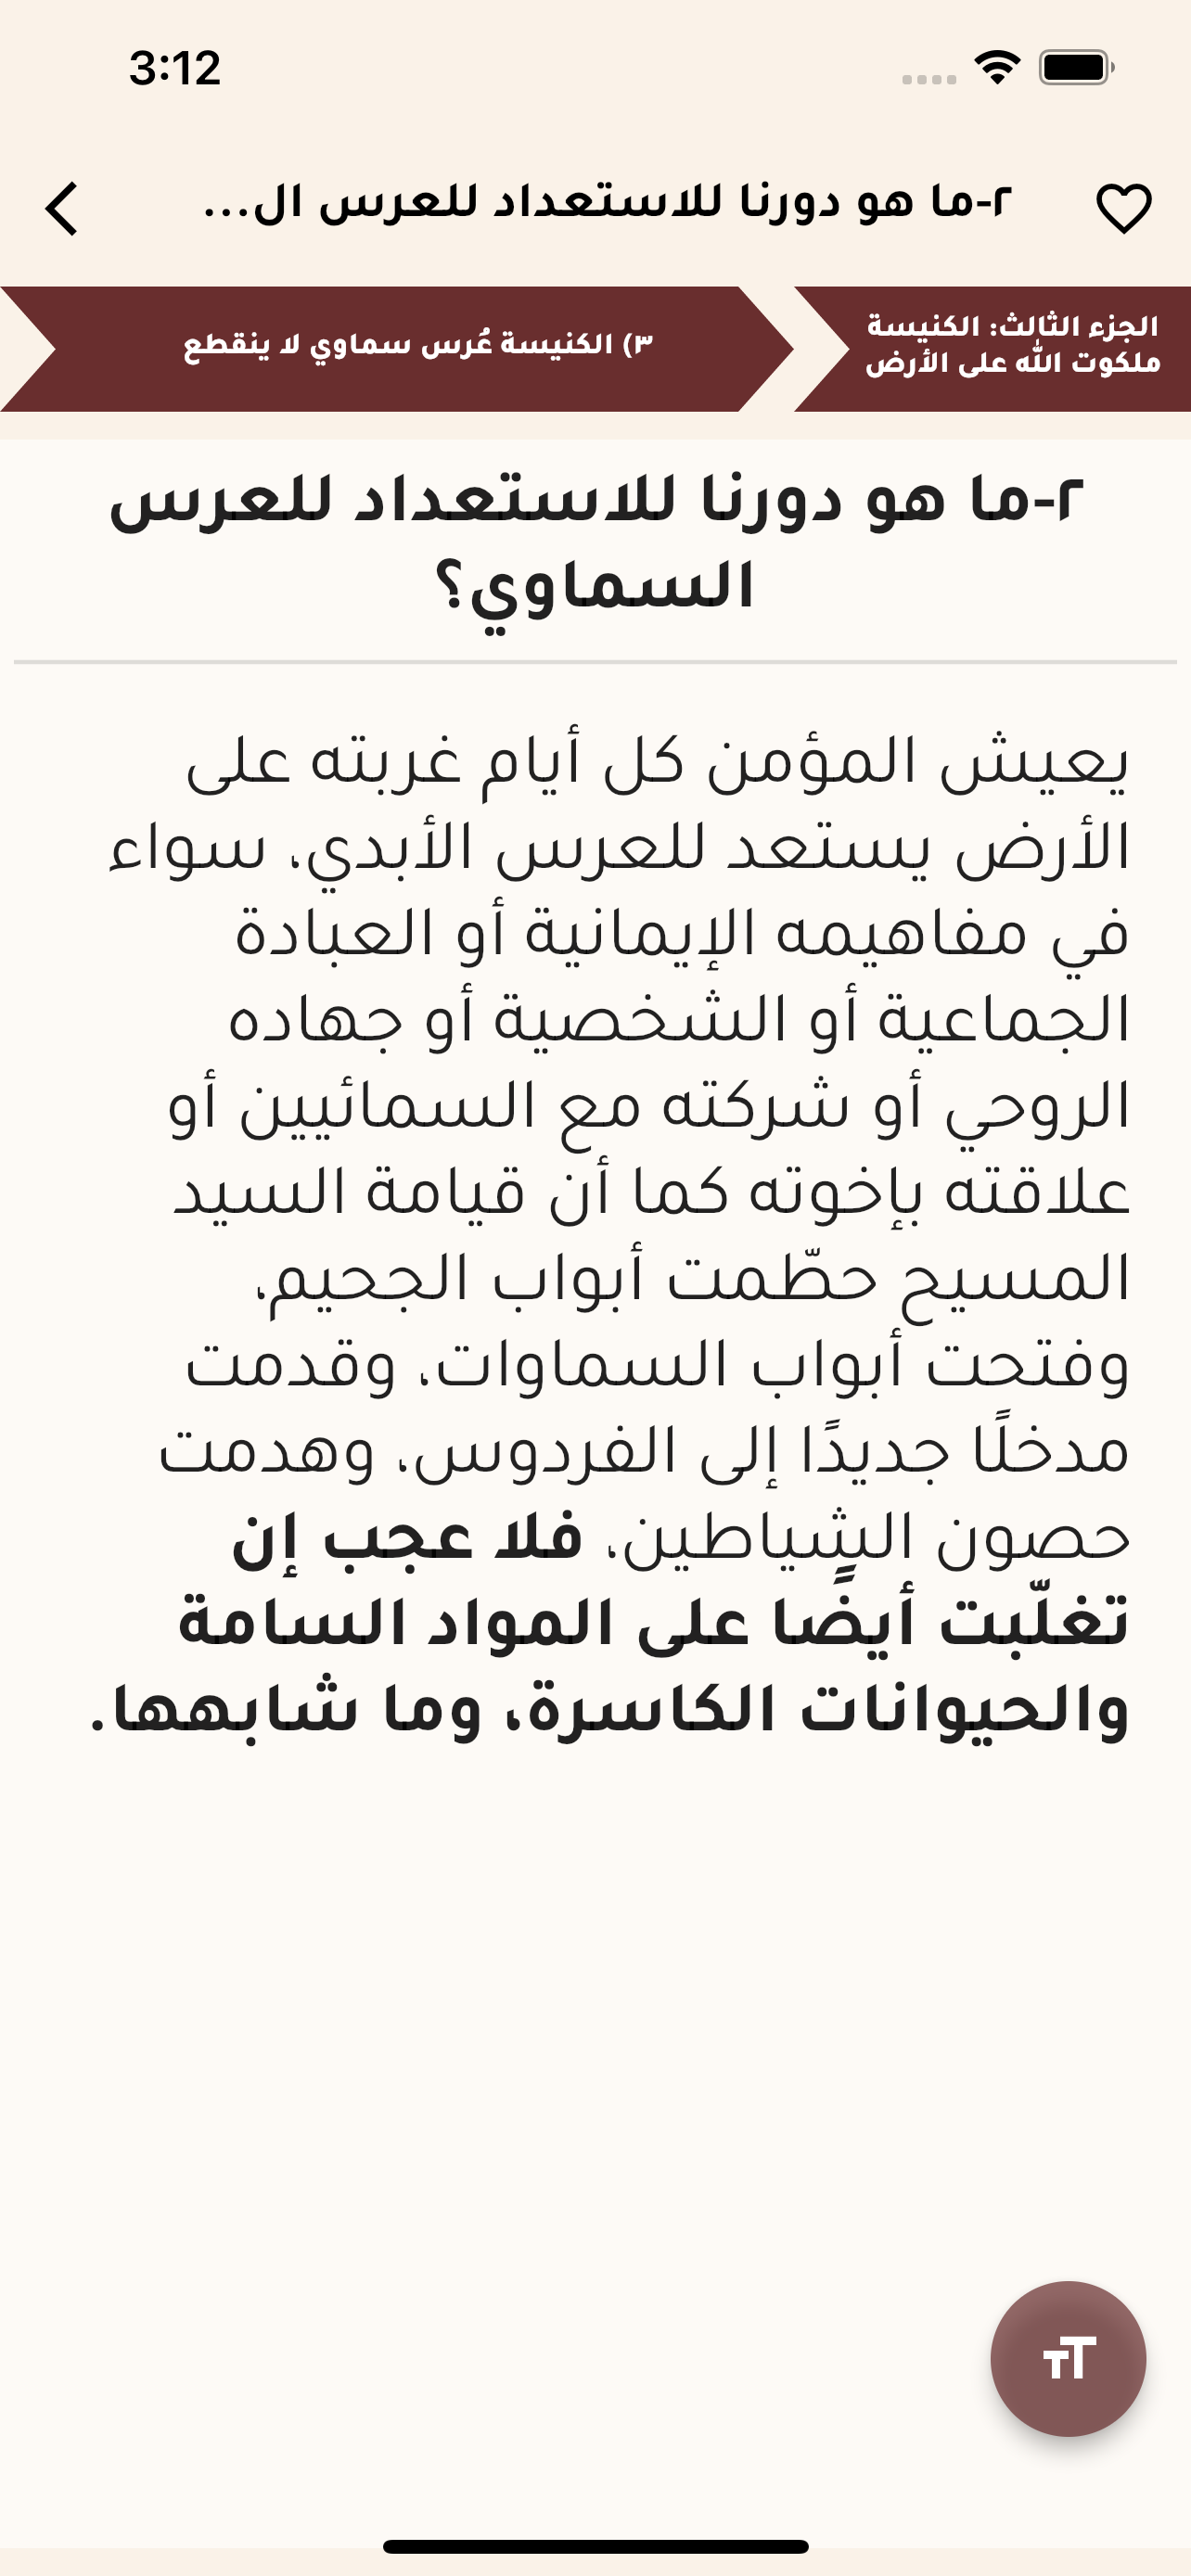 3:12
٢-ما هو دورنا للاستعداد للعرس ال...
الجزء الثالث: الكنيسة
ملكوت الله على الأرض
٣) الكنيسة عُرس سماوي لا ينقطع
٢-ما هو دورنا للاستعداد للعرس
السماوي؟
يعيش المؤمن كل أيام غربته على
الأرض يستعد للعرس الأبدي، سواء
في مفاهيمه الإيمانية أو العبادة
الجماعية أو الشخصية أو جهاده
الروحي أو شركته مع السمائيين أو
علاقته بإخوته كما أن قيامة السيد
المسيح حطّمت أبواب الجحيم،
وفتحت أبواب السماوات، وقدمت
مدخلًا جديدًا إلى الفردوس، وهدمت
حصون الشياطين، فلا عجب إن
تغلّبت أيضًا على المواد السامة
والحيوانات الكاسرة، وما شابهها.
TT